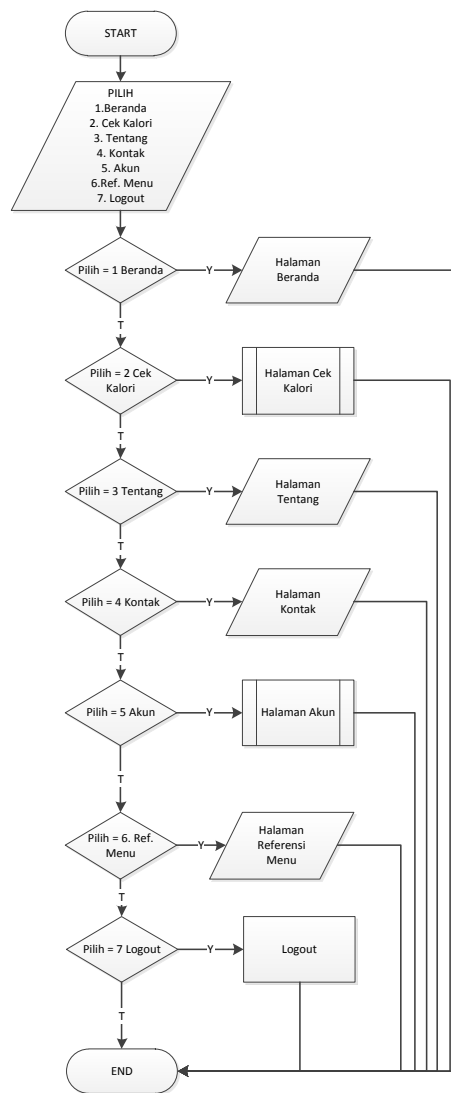 START
PILIH
1.Beranda
2. Cek Kalori
3. Tentang
4. Kontak
5. Akun
6.Ref. Menu
7. Logout
Pilih = 1 Beranda
Y
Halaman
Beranda
T
Pilih = 2 Cek
Kalori
Y
Halaman Cek
Kalori
T
Pilih = 3 Tentang
Y
Halaman
Tentang
T
Pilih = 4 Kontak
Y
Halaman
Kontak
T
Pilih = 5 Akun
Y
Halaman Akun
T
Pilih = 6. Ref.
Menu
Y
Halaman
Referensi
Menu
T
Pilih = 7 Logout
Y
Logout
T
END